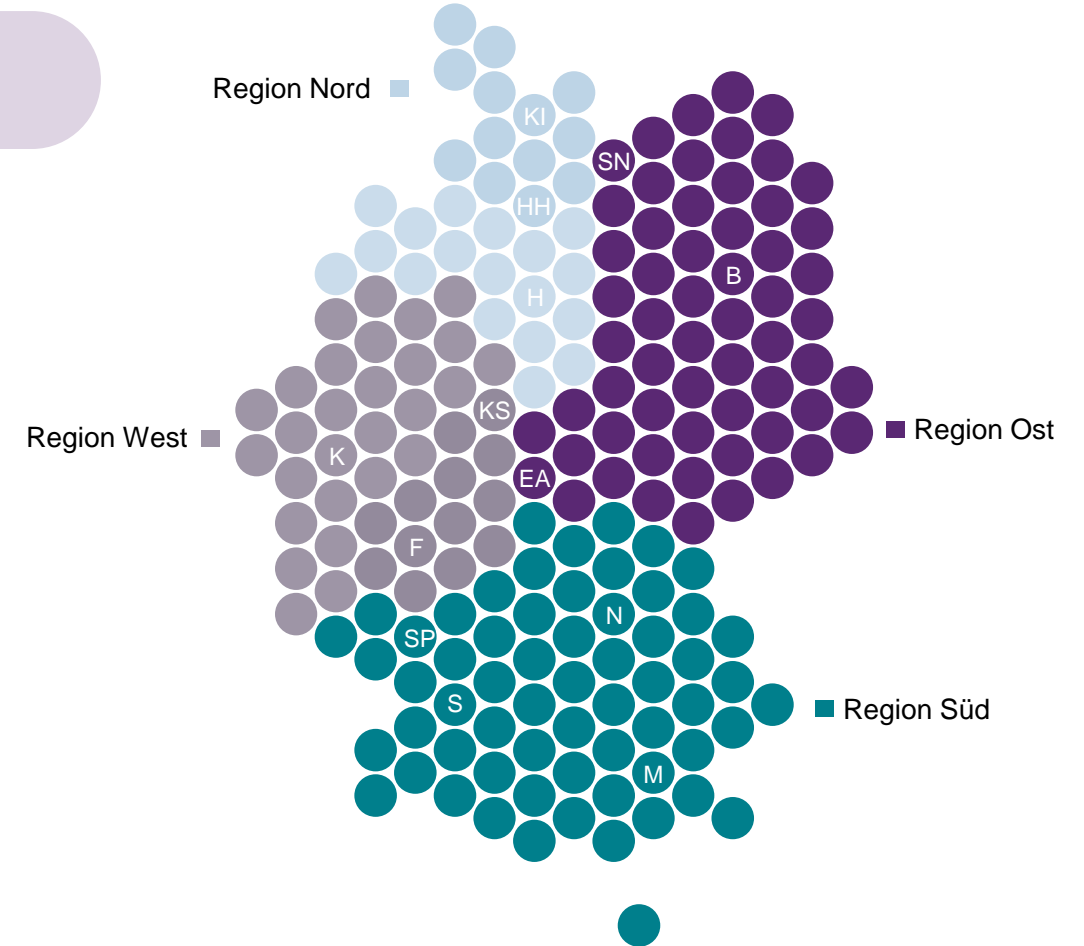 Region Nord
KI
SN
HH
B
H
KS
Region Ost
Region West
K
EA
F
N
SP
S
Region Süd
M